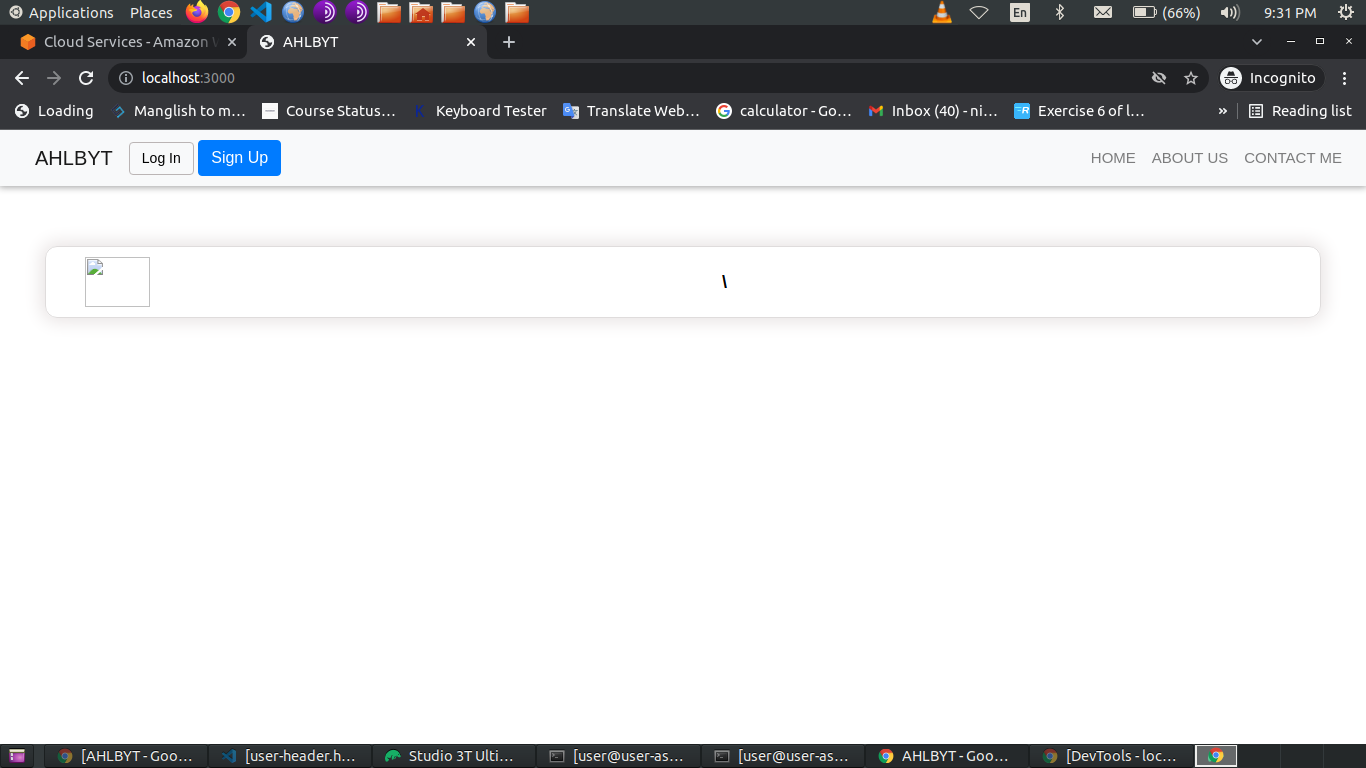 Applications Places En (66%) 9:31 PM
Cloud Services - Amazon W AHLBYT
localhost:3000 Incognito
Loading Manglish to m... Course Status... K Keyboard Tester Translate Web... calculator - Go... Inbox (40) - ni... Exercise 6 of l... » Reading list
AHLBYT Log In Sign Up HOME ABOUT US CONTACT ME
\
[AHLBYT - Goo... [user-header.h... Studio 3T Ulti... [user@user-as... [user@user-as... AHLBYT - Goo... [DevTools - loc...